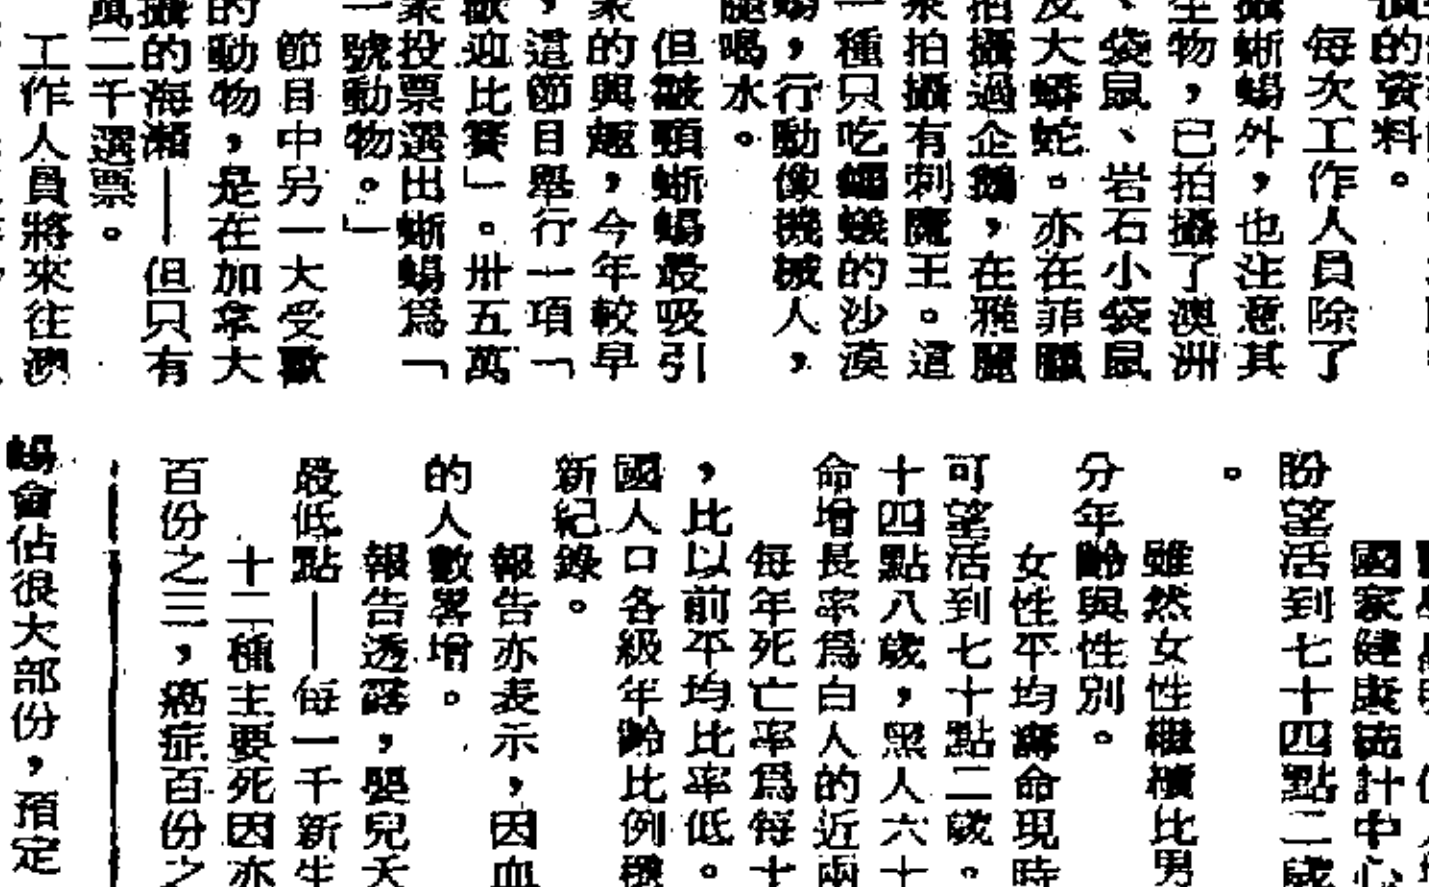 的資料。
每次工作人員除了
攝蜥蜴外，也注意其
生物，已拍攝了澳洲
、袋鼠、岩石小袋鼠
及大蟒蛇。亦在菲臘
拍攝過企鵝，在雅麗
來拍攝有刺魔王。這
一種只吃螞蟻的沙漠
蜴，行動像機械人，
腿喝水。
但皺頸蜥蜴最吸引
眾的興趣，今年較早
，這節目舉行一項「
歡迎比賽」。卅五萬
眾投票選出蜥蜴爲「
一號動物。」
節目中另一大受歡
的動物，是在加拿大
攝的海獺——但只有
萬二千選票。
工作人員將來往澳
國家健康統計中心
盼望活到七十四點二歲
。
雖然女性繼續比男
分年齡與性別。
女性平均壽命現時
可望活到七十點二歲。
十四點八歲，黑人六十
命增長率爲白人的近兩
每年死亡率爲每十
，比以前平均比率低。
國人口各級年齡比例
新紀錄。
報告亦表示，因血
的人數畧增。
報告透露，嬰兒夭
最低點——每一千新生
十二種主要死因亦
百份之三，癌症百份之
蜴會佔很大部份，預定